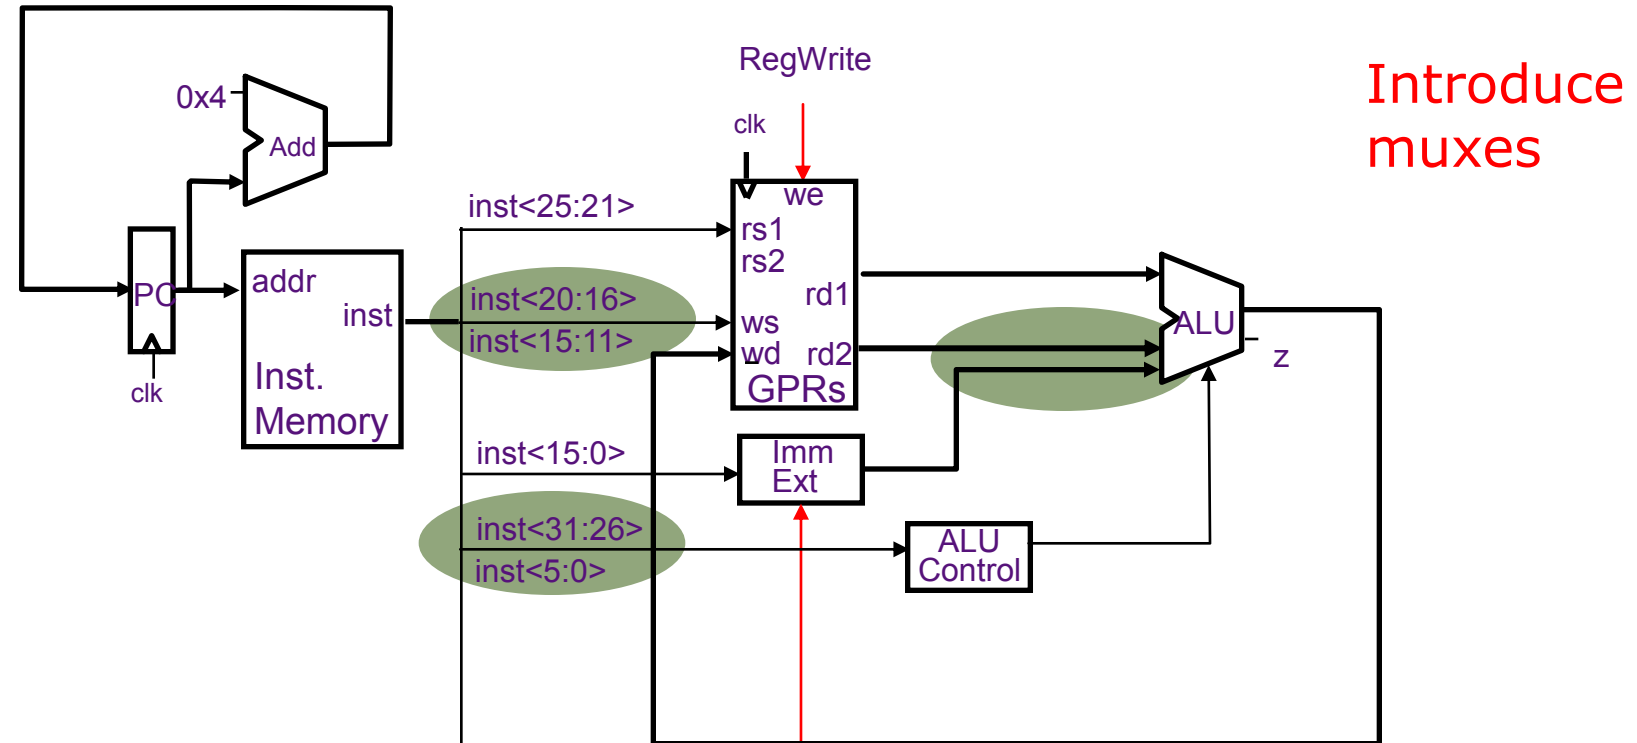 RegWrite
Introduce
muxes
0x4
Add
clk
we
inst<25:21>
rs1
rs2
PC
addr
inst
inst<20:16>
rd1
ws
inst<15:11>
wd
rd2
ALU
z
clk
Inst.
Memory
GPRs
inst<15:0>
Imm
Ext
inst<31:26>
inst<5:0>
ALU
Control